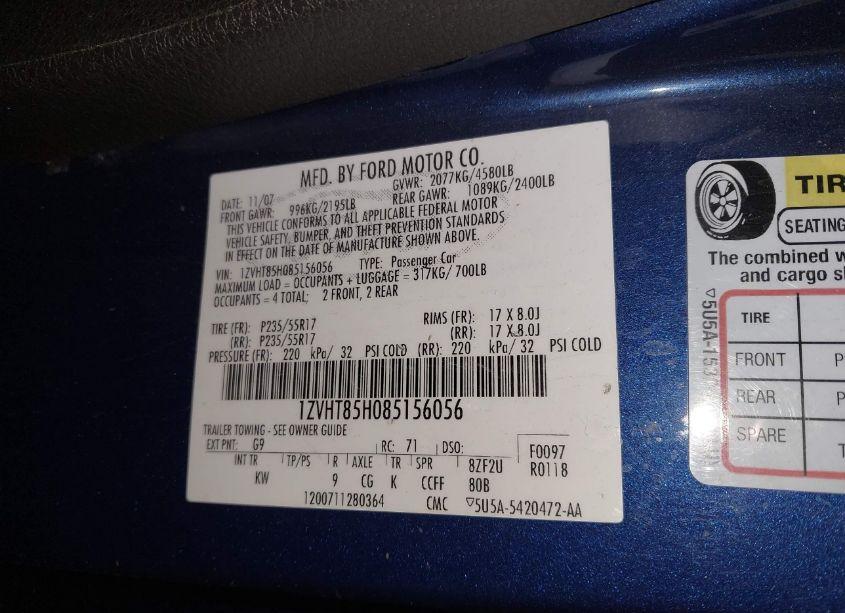 MFD. BY FORD MOTOR CO.
DATE: 11/07 GVWR: 2077KG/4580LB
FRONT GAWR: 996KG/2195LB REAR GAWR: 1089KG/2400LB
THIS VEHICLE CONFORMS TO ALL APPLICABLE FEDERAL MOTOR
VEHICLE SAFETY, BUMPER, AND THEFT PREVENTION STANDARDS
IN EFFECT ON THE DATE OF MANUFACTURE SHOWN ABOVE.
VIN: 1ZVHT85H085156056 TYPE: Passenger Car
MAXIMUM LOAD = OCCUPANTS + LUGGAGE = 317KG/ 700LB
OCCUPANTS = 4 TOTAL; 2 FRONT, 2 REAR
TIRE (FR): P235/55R17 RIMS (FR): 17 X 8.0J
(RR): P235/55R17 (RR): 17 X 8.0J
PRESSURE (FR): 220 kPa/ 32 PSI COLD (RR): 220 kPa/ 32 PSI COLD
1ZVHT85H085156056
TRAILER TOWING - SEE OWNER GUIDE
EXT PNT: G9 RC: 71 DSO: F0097
R0118
INT TR TP/PS R AXLE TR SPR 8ZF2U
KW 9 CG K CCFF 80B
1200711280364 CMC ▽5U5A-5420472-AA
TIR
SEATING
The combined w
and cargo sh
▽5U5A-153
TIRE
FRONT P
REAR P
SPARE
T